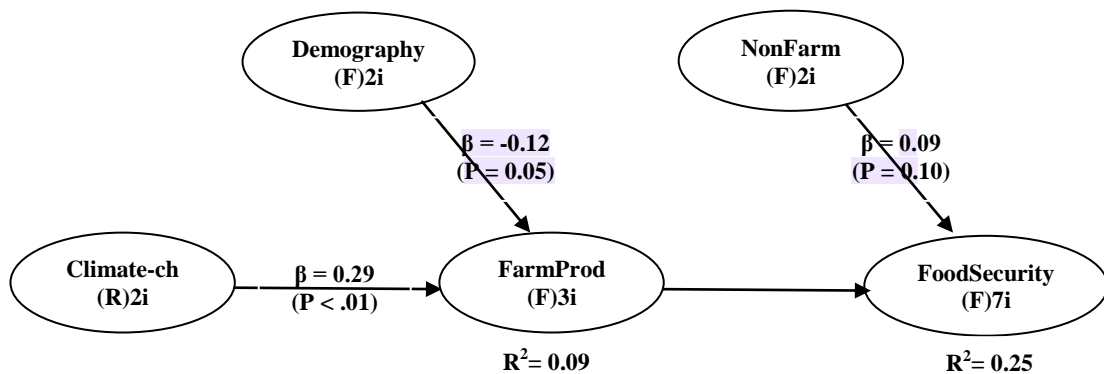 Demography
(F)2i
NonFarm
(F)2i
β = -0.12
(P = 0.05)
β = 0.09
(P = 0.10)
Climate-ch
(R)2i
β = 0.29
(P < .01)
FarmProd
(F)3i
FoodSecurity
(F)7i
R²= 0.09
R²= 0.25